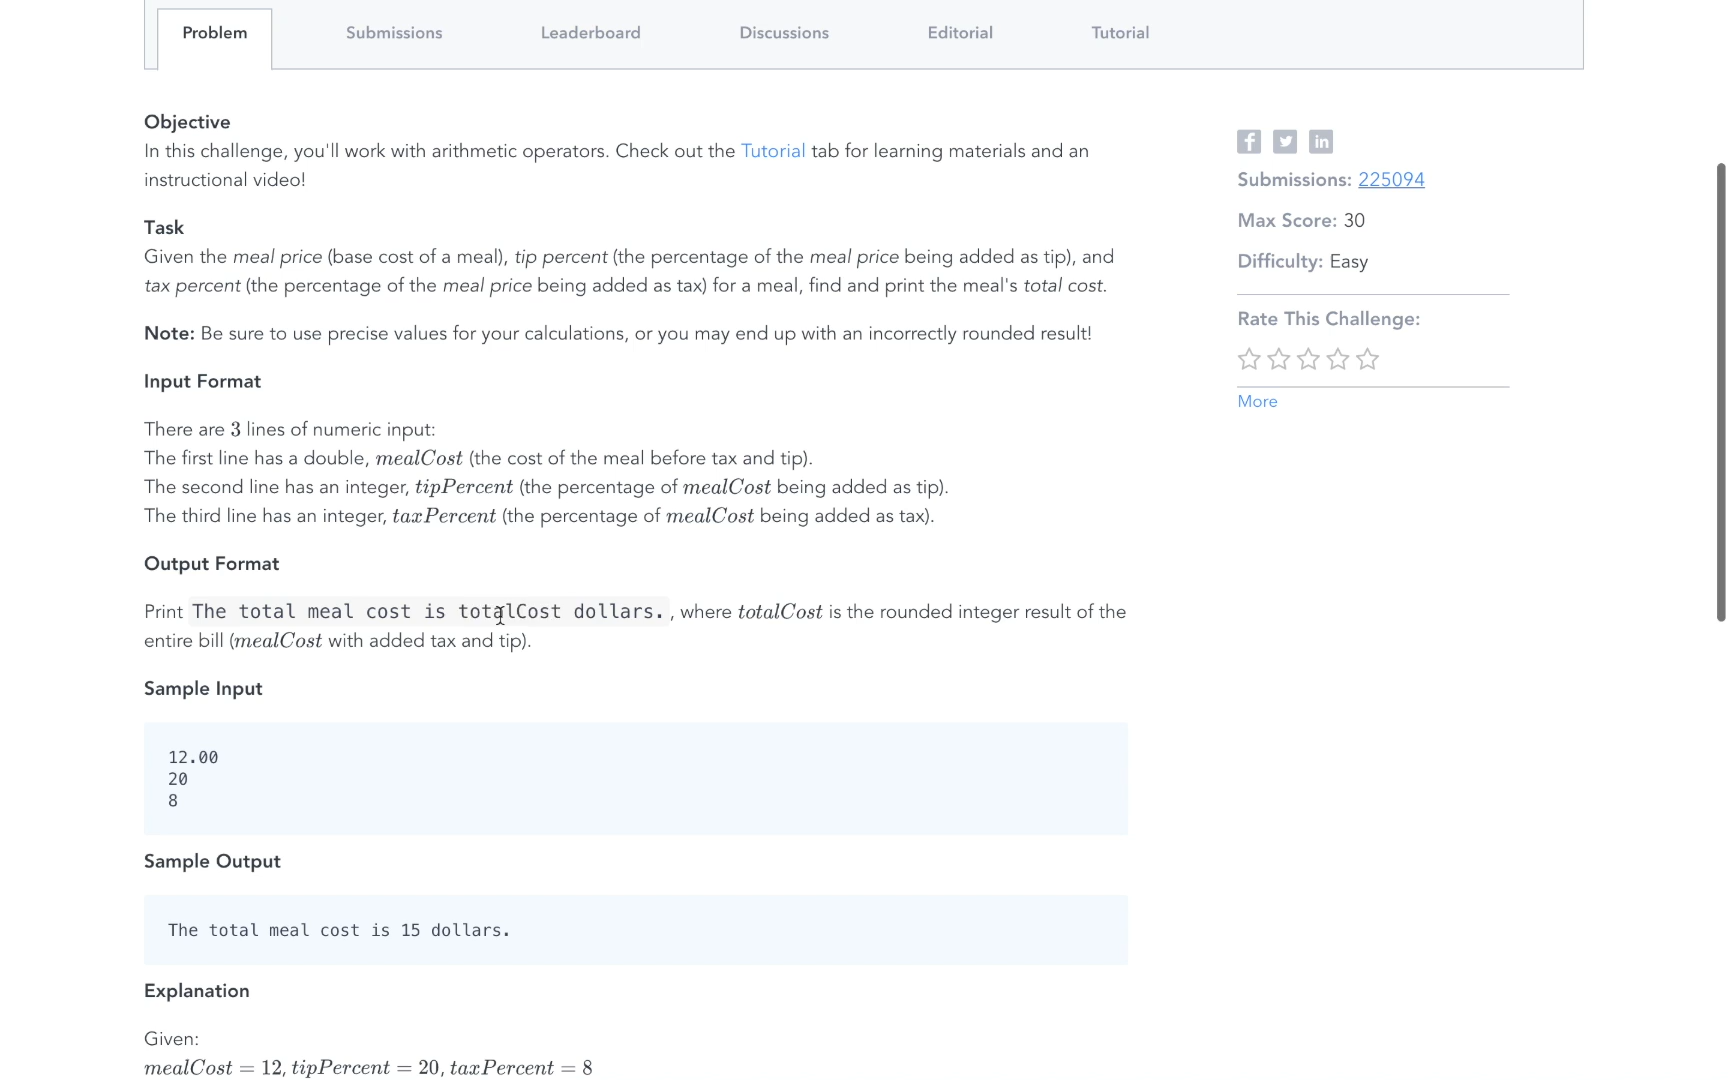 Problem Submissions Leaderboard Discussions Editorial Tutorial
Objective
In this challenge, you'll work with arithmetic operators. Check out the Tutorial tab for learning materials and an
instructional video!
Task
Given the meal price (base cost of a meal), tip percent (the percentage of the meal price being added as tip), and
tax percent (the percentage of the meal price being added as tax) for a meal, find and print the meal's total cost.
Note: Be sure to use precise values for your calculations, or you may end up with an incorrectly rounded result!
Input Format
There are 3 lines of numeric input:
The first line has a double, mealCost (the cost of the meal before tax and tip).
The second line has an integer, tipPercent (the percentage of mealCost being added as tip).
The third line has an integer, taxPercent (the percentage of mealCost being added as tax).
Output Format
Print The total meal cost is totalCost dollars. , where totalCost is the rounded integer result of the
entire bill (mealCost with added tax and tip).
Sample Input
12.00
20
8
Sample Output
The total meal cost is 15 dollars.
Explanation
Given:
mealCost = 12, tipPercent = 20, taxPercent = 8
f in
Submissions: 225094
Max Score: 30
Difficulty: Easy
Rate This Challenge:
More